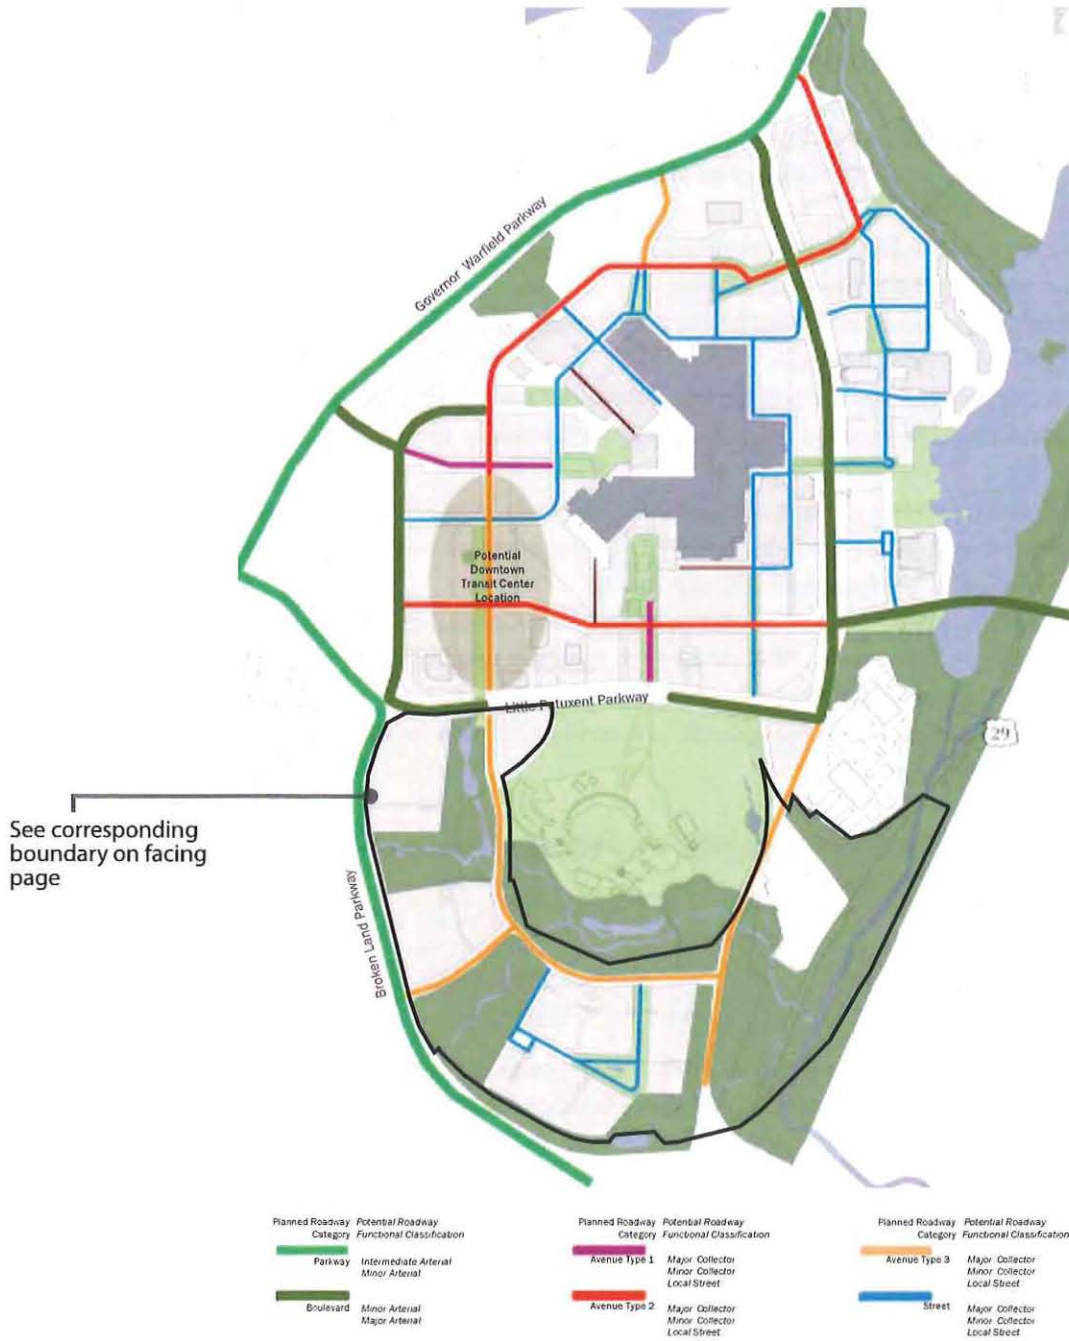 Governor Warfield Parkway
Potential
Downtown
Transit Center
Location
Little Patuxent Parkway
29
See corresponding
boundary on facing
page
Broken Land Parkway
Planned Roadway Potential Roadway
Category Functional Classification
Parkway Intermediate Arterial
Minor Arterial
Boulevard Minor Arterial
Major Arterial
Planned Roadway Potential Roadway
Category Functional Classification
Avenue Type 1 Major Collector
Minor Collector
Local Street
Avenue Type 2 Major Collector
Minor Collector
Local Street
Planned Roadway Potential Roadway
Category Functional Classification
Avenue Type 3 Major Collector
Minor Collector
Local Street
Street Major Collector
Minor Collector
Local Street